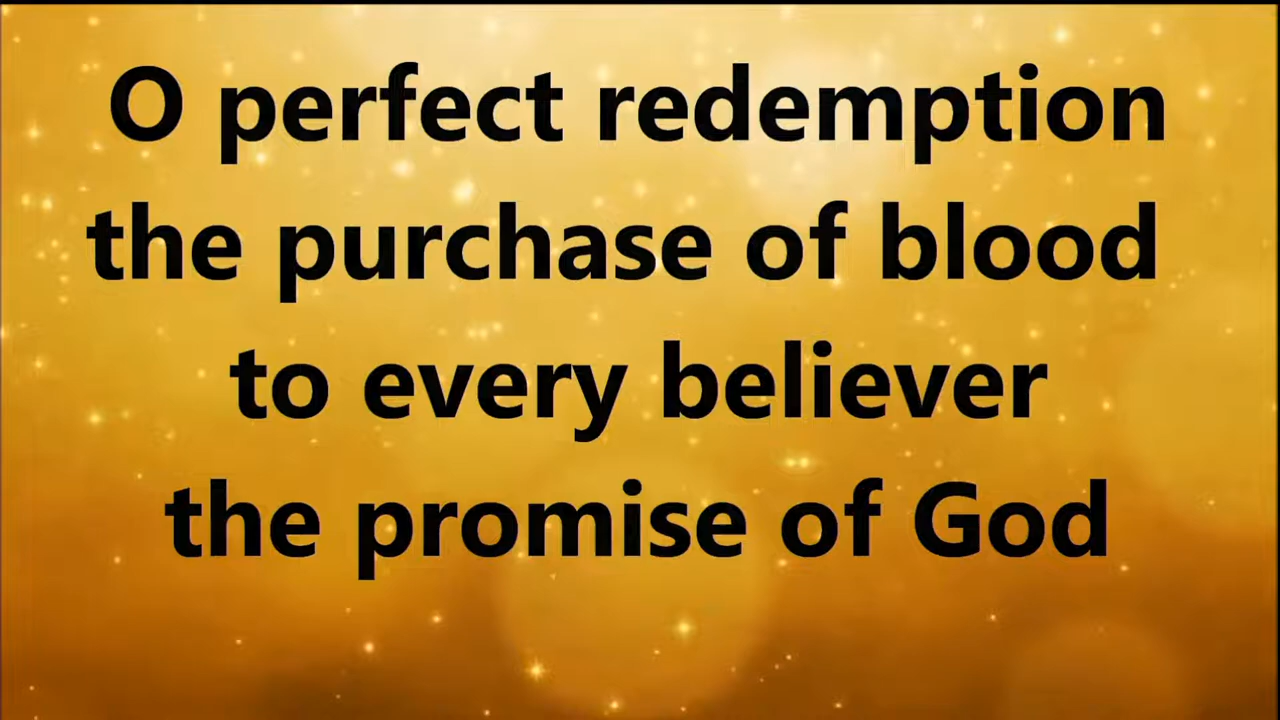 O perfect redemption
the purchase of blood
to every believer
the promise of God